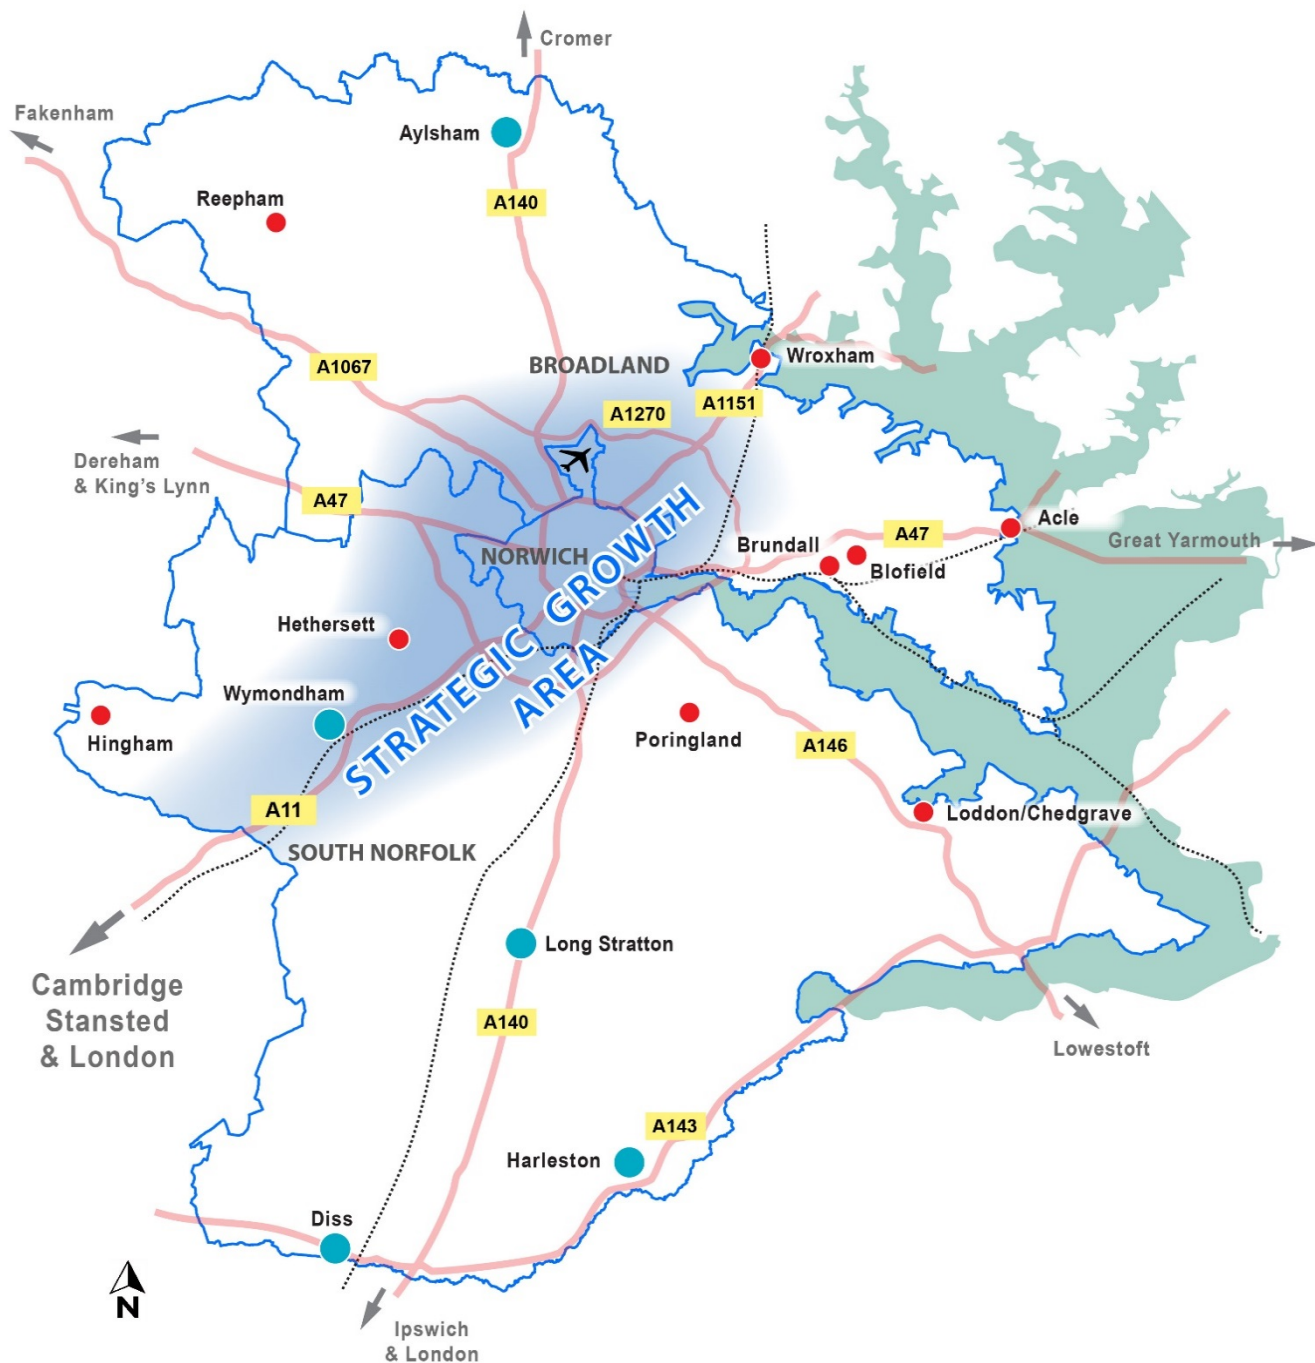 Cromer
Fakenham
Aylsham
Reepham
A140
BROADLAND
Wroxham
A1067
A1151
A1270
Dereham
& King's Lynn
A47
Acle
A47
Brundall
Great Yarmouth
NORWICH
Blofield
Hethersett
STRATEGIC GROWTH
AREA
Wymondham
Hingham
Poringland
A146
A11
Loddon/Chedgrave
SOUTH NORFOLK
Long Stratton
Cambridge
Stansted
& London
A140
Lowestoft
A143
Harleston
Diss
N
Ipswich
& London